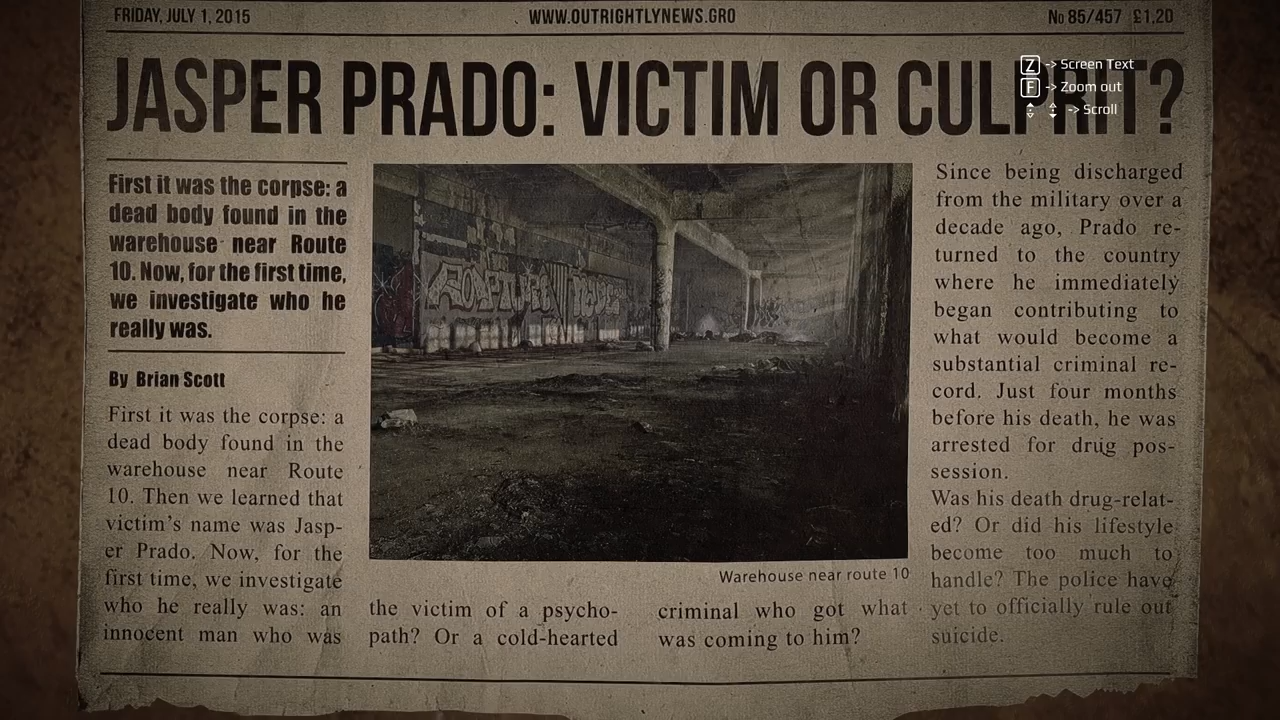 FRIDAY, JULY 1, 2015
WWW.OUTRIGHTLYNEWS.GRO
No 85/457 £1,20
JASPER PRADO: VICTIM OR CULPRIT?
Z -> Screen Text
F -> Zoom out
-> Scroll
First it was the corpse: a
dead body found in the
warehouse near Route
10. Now, for the first time,
we investigate who he
really was.
By Brian Scott
First it was the corpse: a
dead body found in the
warehouse near Route
10. Then we learned that
victim's name was Jasp-
er Prado. Now, for the
first time, we investigate
who he really was: an
innocent man who was
Warehouse near route 10
the victim of a psycho-
path? Or a cold-hearted
criminal who got what
was coming to him?
Since being discharged
from the military over a
decade ago, Prado re-
turned to the country
where he immediately
began contributing to
what would become a
substantial criminal re-
cord. Just four months
before his death, he was
arrested for drug pos-
session.
Was his death drug-relat-
ed? Or did his lifestyle
become too much to
handle? The police have
yet to officially rule out
suicide.